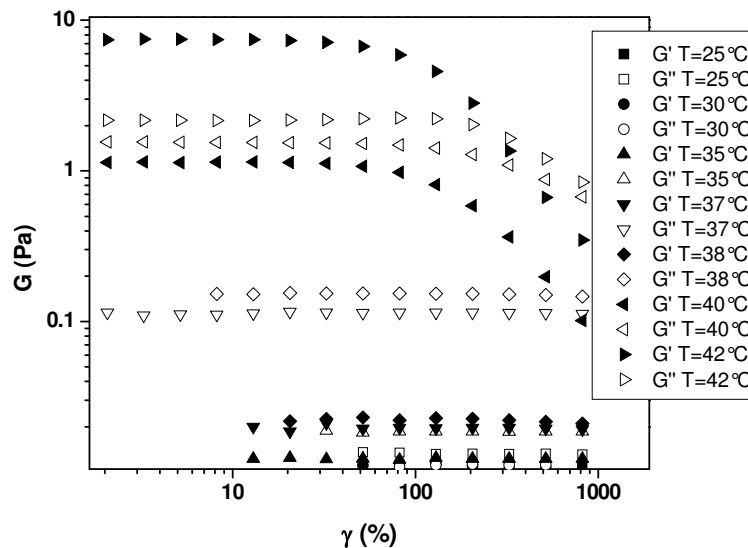 10
1
0.1
G (Pa)
10
100
1000
γ (%)
G' T=25°C
G'' T=25°C
G' T=30°C
G'' T=30°C
G' T=35°C
G'' T=35°C
G' T=37°C
G'' T=37°C
G' T=38°C
G'' T=38°C
G' T=40°C
G'' T=40°C
G' T=42°C
G'' T=42°C